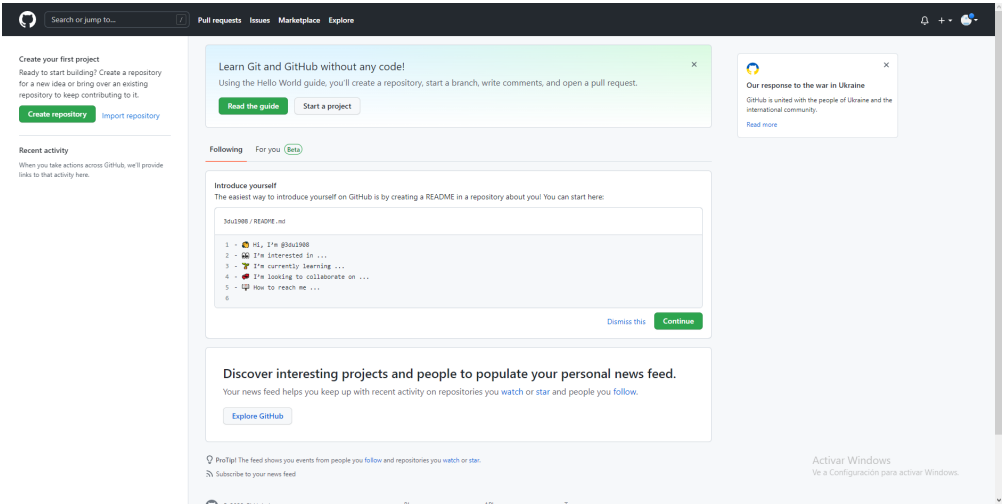 Search or jump to...
/
Pull requests Issues Marketplace Explore
Create your first project
Ready to start building? Create a repository
for a new idea or bring over an existing
repository to keep contributing to it.
Create repository Import repository
Recent activity
When you take actions across GitHub, we'll provide
links to that activity here.
Learn Git and GitHub without any code!
Using the Hello World guide, you'll create a repository, start a branch, write comments, and open a pull request.
Read the guide Start a project
Following For you Beta
Introduce yourself
The easiest way to introduce yourself on GitHub is by creating a README in a repository about you! You can start here:
3du1908 / README.md
1 - 👋 Hi, I'm @3du1908
2 - 👀 I'm interested in ...
3 - 🌱 I'm currently learning ...
4 - 💞️ I'm looking to collaborate on ...
5 - 📫 How to reach me ...
6
Dismiss this Continue
Discover interesting projects and people to populate your personal news feed.
Your news feed helps you keep up with recent activity on repositories you watch or star and people you follow.
Explore GitHub
ProTip! The feed shows you events from people you follow and repositories you watch or star.
Subscribe to your news feed
Our response to the war in Ukraine
GitHub is united with the people of Ukraine and the
international community.
Read more
Activar Windows
Ve a Configuración para activar Windows.